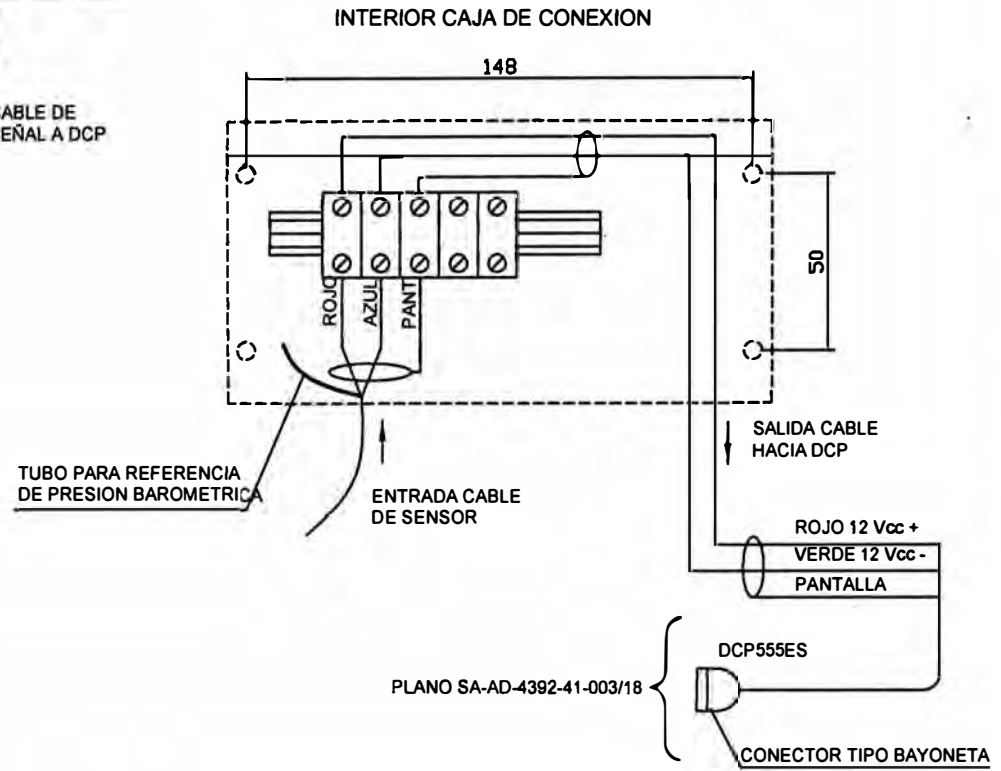 INTERIOR CAJA DE CONEXION
148
CABLE DE
SEÑAL A DCP
50
ROJO
AZUL
PANT
SALIDA CABLE
HACIA DCP
TUBO PARA REFERENCIA
DE PRESION BAROMETRICA
ENTRADA CABLE
DE SENSOR
ROJO 12 Vcc +
VERDE 12 Vcc -
PANTALLA
DCP555ES
PLANO SA-AD-4392-41-003/18
CONECTOR TIPO BAYONETA